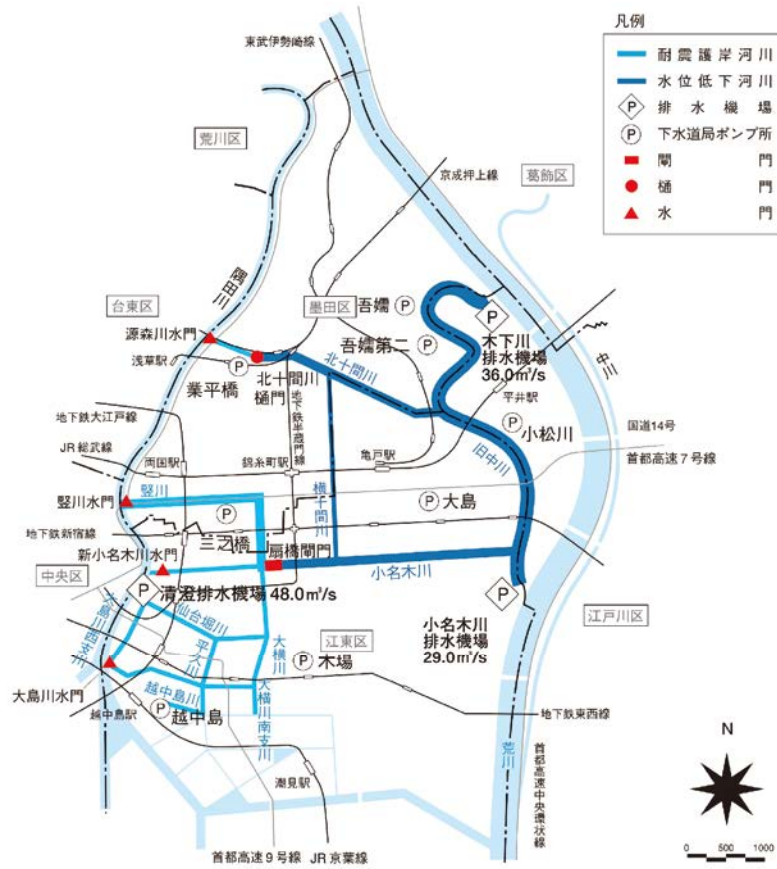 凡例
耐震護岸河川
水位低下河川
P 排水機場
P 下水道局ポンプ所
閘門
樋門
水門
東武伊勢崎線
荒川区
京成押上線
葛飾区
隅田川
台東区
墨田区
吾嬬 P
P
源森川水門
吾嬬第二 P
木下川
排水機場
36.0㎥/s
中川
浅草駅
P
業平橋
北十間川
樋門
北十間川
平井駅
地下鉄大江戸線
地下鉄半蔵門線
P 小松川
国道14号
JR総武線
両国駅
錦糸町駅
亀戸駅
首都高速7号線
旧中川
竪川水門
竪川
横十間川
P 大島
P
地下鉄新宿線
三之橋
新小名木川水門
扇橋閘門
小名木川
中央区
P
清澄排水機場 48.0㎥/s
P
大島川西支川
仙台堀川
小名木川
排水機場
29.0㎥/s
江戸川区
平久川
大横川
江東区
P 木場
大島川水門
越中島川
越中島駅
P
越中島
大横川南支川
地下鉄東西線
荒川
首都高速中央環状線
潮見駅
N
首都高速9号線
JR京葉線
0 500 1000